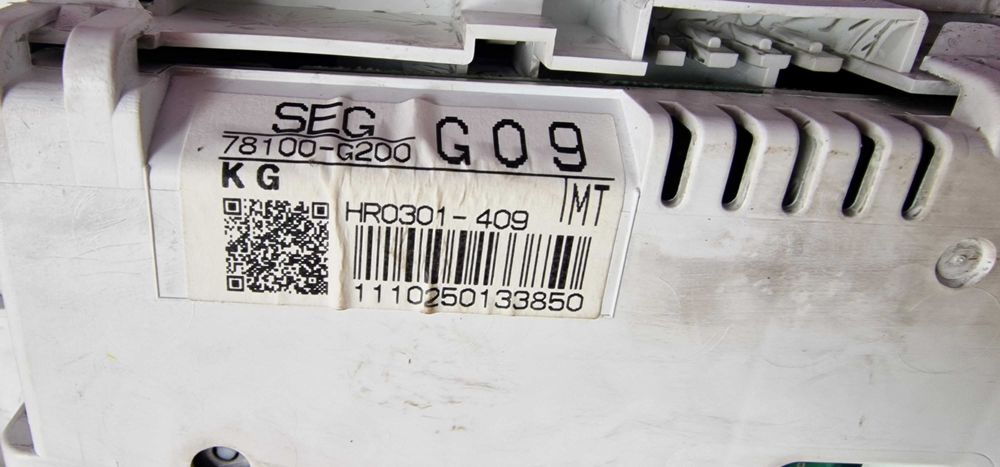 SEG
78100-G200 G09
KG
MT
HR0301-409
1110250133850